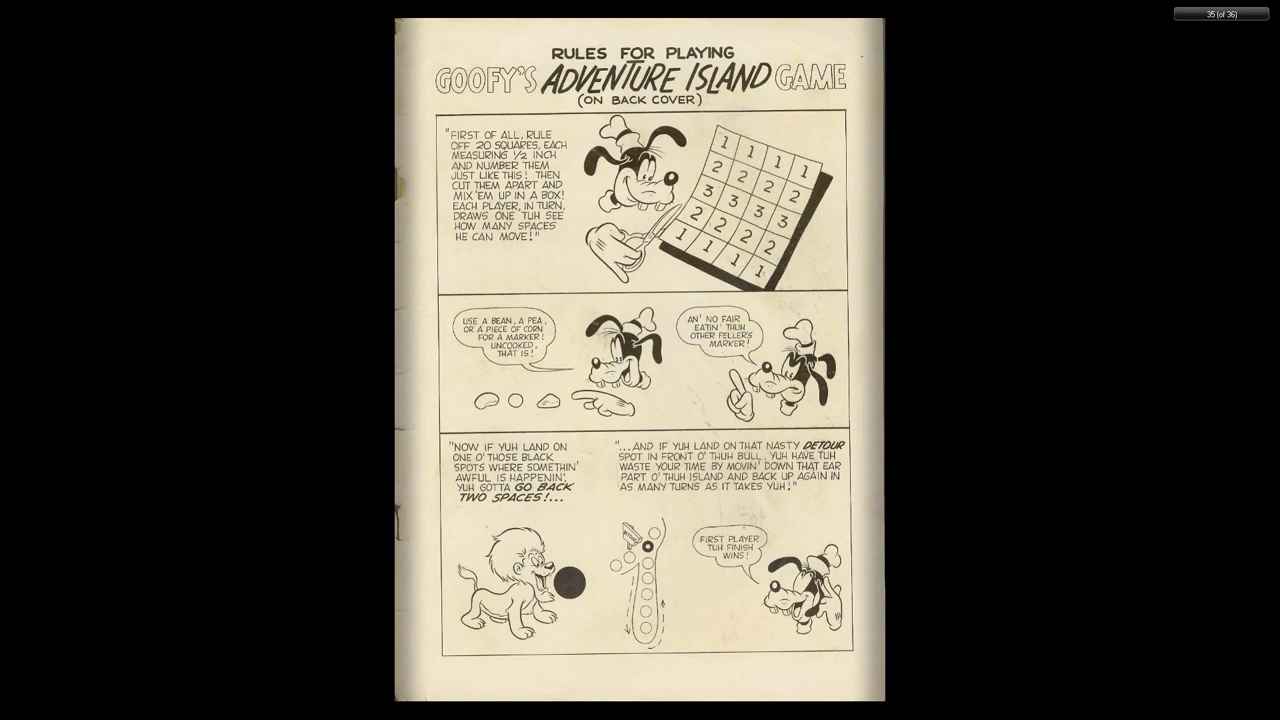 35 (of 36)
RULES FOR PLAYING
GOOFY'S ADVENTURE ISLAND GAME
(ON BACK COVER)
"FIRST OF ALL, RULE
OFF 20 SQUARES, EACH
MEASURING 1/2 INCH
AND NUMBER THEM
JUST LIKE THIS! THEN
CUT THEM APART AND
MIX 'EM UP IN A BOX!
EACH PLAYER, IN TURN,
DRAWS ONE TUH SEE
HOW MANY SPACES
HE CAN MOVE!"
1 1 1 1
2 2 2 2
3 3 3 3
2 2 2 2
1 1 1 1
USE A BEAN, A PEA,
OR A PIECE OF CORN
FOR A MARKER!
UNCOOKED,
THAT IS!
AN' NO FAIR
EATIN' THUH
OTHER FELLER'S
MARKER!
"NOW IF YUH LAND ON
ONE O' THOSE BLACK
SPOTS WHERE SOMETHIN'
AWFUL IS HAPPENIN',
YUH GOTTA GO BACK
TWO SPACES!...
"...AND IF YUH LAND ON THAT NASTY DETOUR
SPOT IN FRONT O' THUH BULL, YUH HAVE TUH
WASTE YOUR TIME BY MOVIN' DOWN THAT EAR
PART O' THUH ISLAND AND BACK UP AGAIN IN
AS MANY TURNS AS IT TAKES YUH!"
FIRST PLAYER
TUH FINISH
WINS!